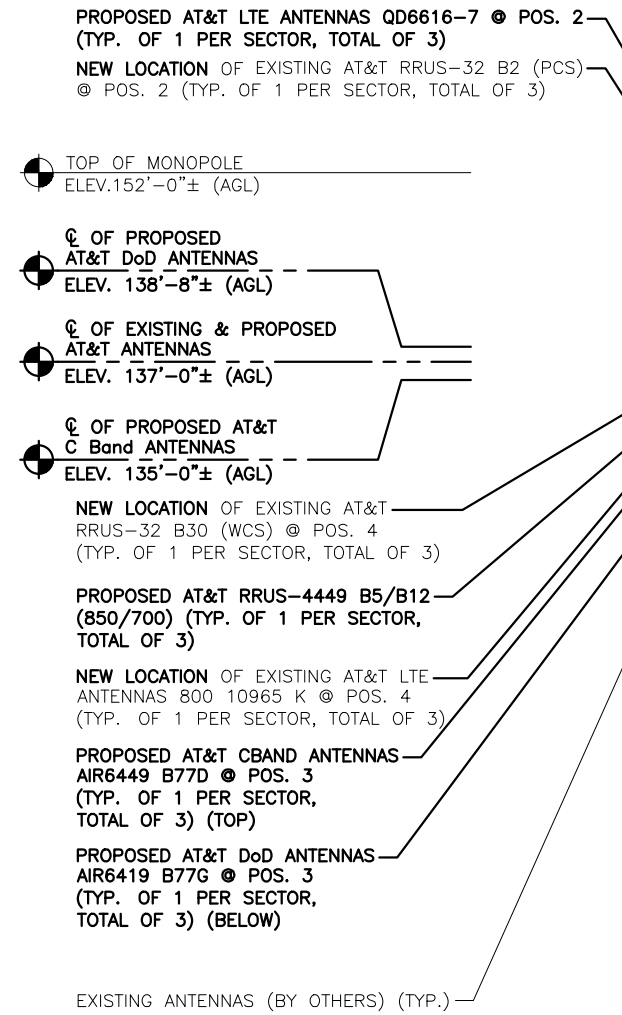 PROPOSED AT&T LTE ANTENNAS QD6616-7 @ POS. 2
(TYP. OF 1 PER SECTOR, TOTAL OF 3)
NEW LOCATION OF EXISTING AT&T RRUS-32 B2 (PCS)
@ POS. 2 (TYP. OF 1 PER SECTOR, TOTAL OF 3)
TOP OF MONOPOLE
ELEV.152'-0"± (AGL)
℄ OF PROPOSED
AT&T DoD ANTENNAS
ELEV. 138'-8"± (AGL)
℄ OF EXISTING & PROPOSED
AT&T ANTENNAS
ELEV. 137'-0"± (AGL)
℄ OF PROPOSED AT&T
C Band ANTENNAS
ELEV. 135'-0"± (AGL)
NEW LOCATION OF EXISTING AT&T
RRUS-32 B30 (WCS) @ POS. 4
(TYP. OF 1 PER SECTOR, TOTAL OF 3)
PROPOSED AT&T RRUS-4449 B5/B12
(850/700) (TYP. OF 1 PER SECTOR,
TOTAL OF 3)
NEW LOCATION OF EXISTING AT&T LTE
ANTENNAS 800 10965 K @ POS. 4
(TYP. OF 1 PER SECTOR, TOTAL OF 3)
PROPOSED AT&T CBAND ANTENNAS
AIR6449 B77D @ POS. 3
(TYP. OF 1 PER SECTOR,
TOTAL OF 3) (TOP)
PROPOSED AT&T DoD ANTENNAS
AIR6419 B77G @ POS. 3
(TYP. OF 1 PER SECTOR,
TOTAL OF 3) (BELOW)
EXISTING ANTENNAS (BY OTHERS) (TYP.)